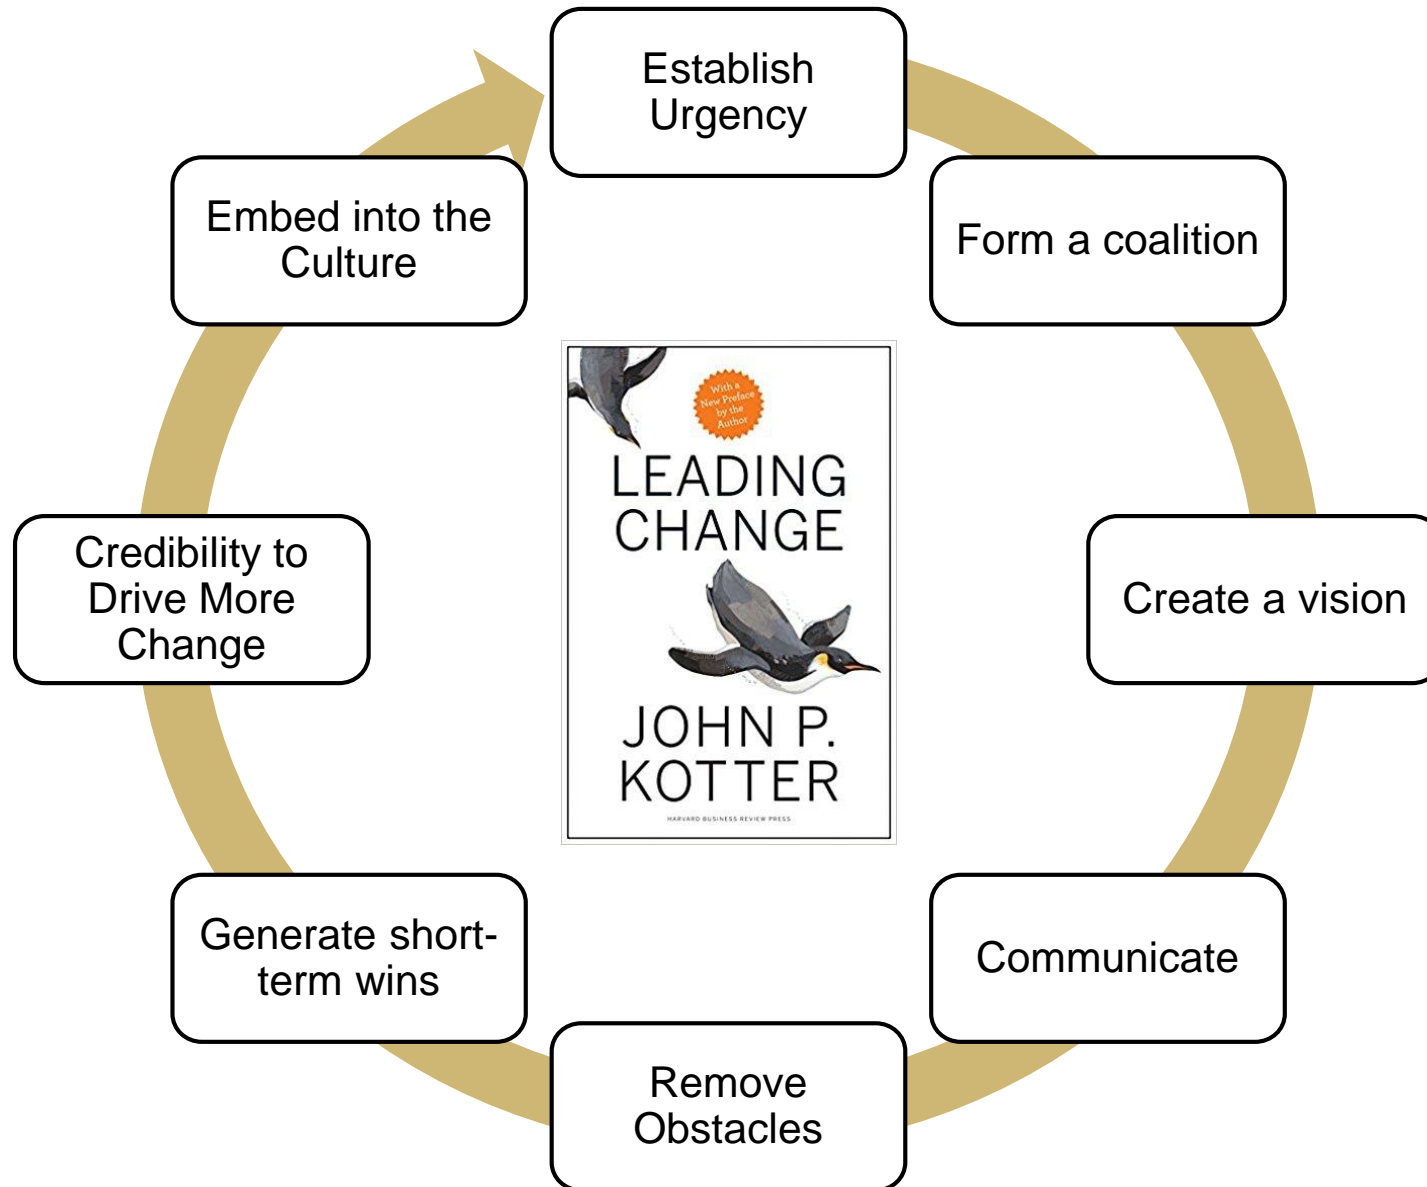 Establish
Urgency
Form a coalition
Create a vision
Communicate
Remove
Obstacles
Generate short-
term wins
Credibility to
Drive More
Change
Embed into the
Culture
With a
New Preface
by the
Author
LEADING
CHANGE
JOHN P.
KOTTER
HARVARD BUSINESS REVIEW PRESS